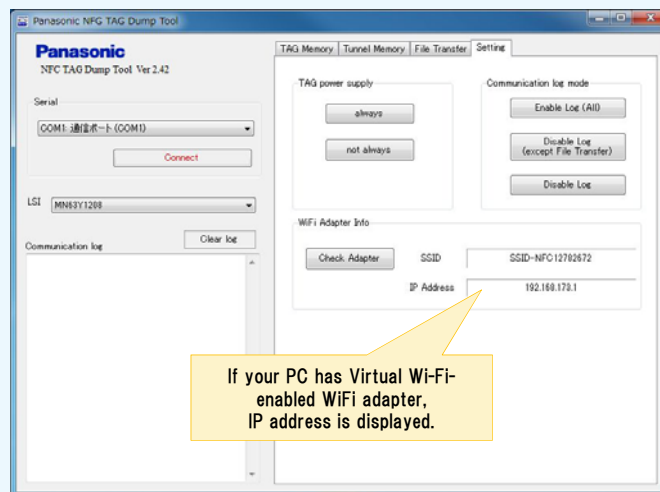 Panasonic NFG TAG Dump Tool
Panasonic
NFC TAG Dump Tool Ver 2.42
Serial
COM1: 通信ポート (COM1)
Connect
LSI
MN63Y1208
Communication log
Clear log
TAG Memory
Tunnel Memory
File Transfer
Setting
TAG power supply
always
not always
Communication log mode
Enable Log (All)
Disable Log
(except File Transfer)
Disable Log
WiFi Adapter Info
Check Adapter
SSID
SSID-NFC12782672
IP Address
192.168.173.1
If your PC has Virtual Wi-Fi-
enabled WiFi adapter,
IP address is displayed.